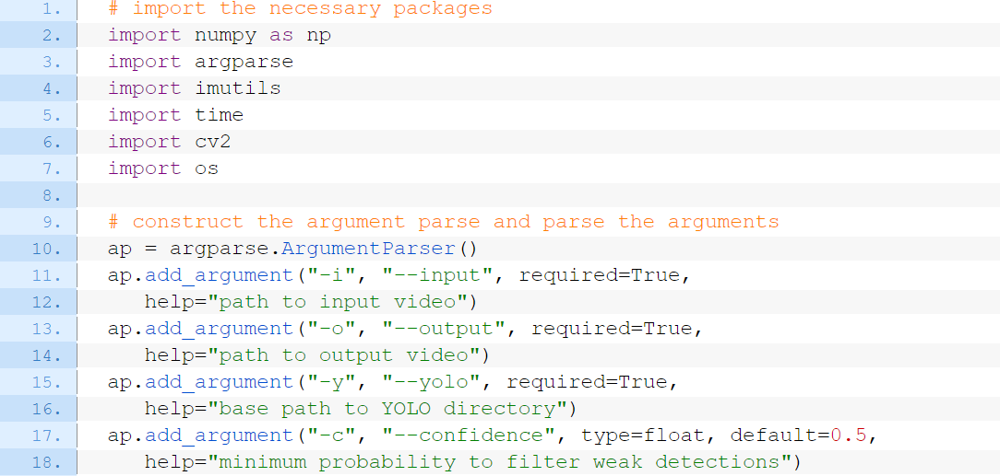 1. # import the necessary packages
2. import numpy as np
3. import argparse
4. import imutils
5. import time
6. import cv2
7. import os
8.
9. # construct the argument parse and parse the arguments
10. ap = argparse.ArgumentParser()
11. ap.add_argument("-i", "--input", required=True,
12.    help="path to input video")
13. ap.add_argument("-o", "--output", required=True,
14.    help="path to output video")
15. ap.add_argument("-y", "--yolo", required=True,
16.    help="base path to YOLO directory")
17. ap.add_argument("-c", "--confidence", type=float, default=0.5,
18.    help="minimum probability to filter weak detections")